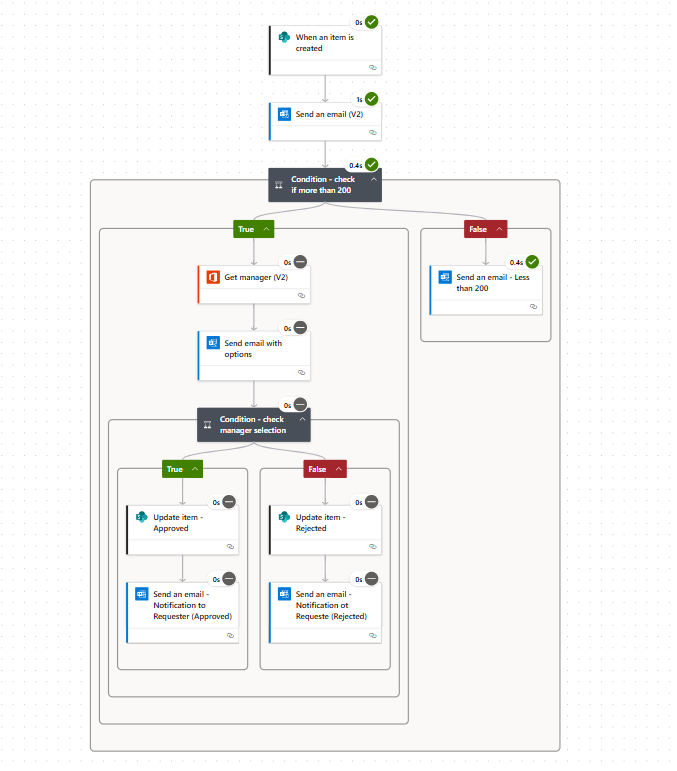 0s
When an item is
created
1s
Send an email (V2)
0.4s
Condition - check
if more than 200
True
False
0s
Get manager (V2)
0.4s
Send an email - Less
than 200
0s
Send email with
options
0s
Condition - check
manager selection
True
False
0s
Update item -
Approved
0s
Update item -
Rejected
0s
Send an email -
Notification to
Requester (Approved)
0s
Send an email -
Notification ot
Requeste (Rejected)